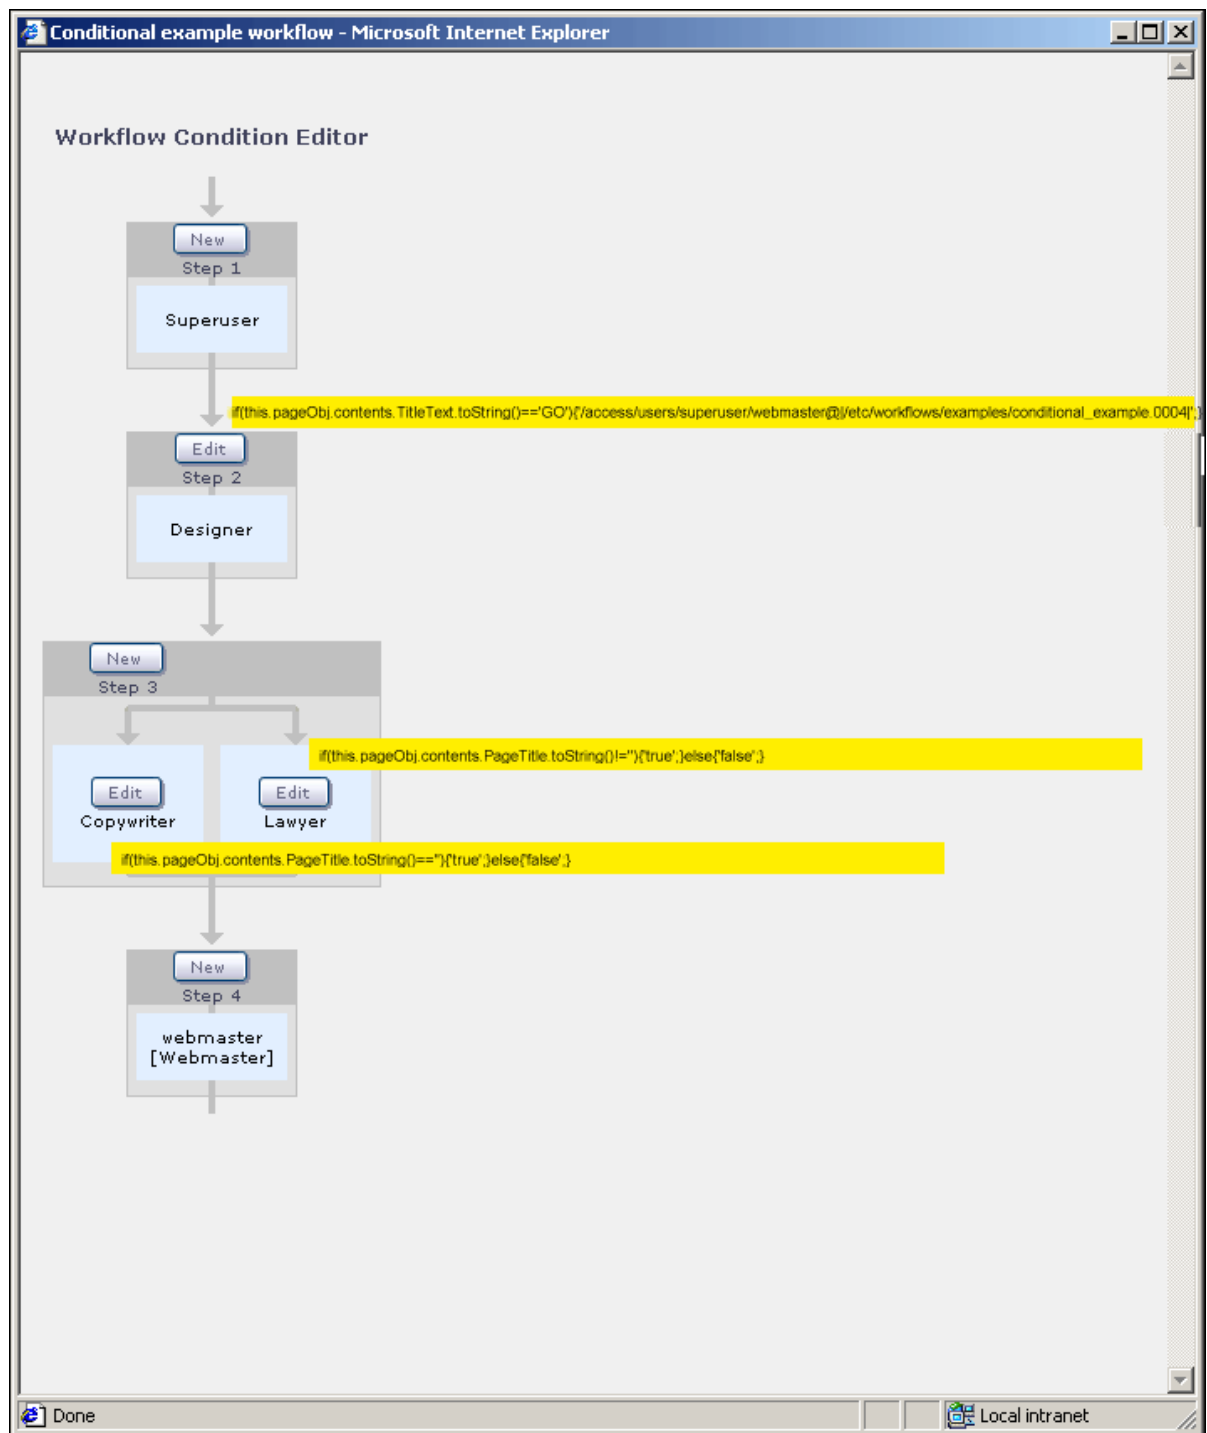 Conditional example workflow - Microsoft Internet Explorer
Workflow Condition Editor
New
Step 1
Superuser
if(this.pageObj.contents.TitleText.toString()=='GO'){'/access/users/superuser/webmaster@|/etc/workflows/examples/conditional_example.0004|';}
Edit
Step 2
Designer
New
Step 3
if(this.pageObj.contents.PageTitle.toString()!=''){'true';}else{'false';}
Edit
Edit
Copywriter
Lawyer
if(this.pageObj.contents.PageTitle.toString()==''){'true';}else{'false';}
New
Step 4
webmaster
[Webmaster]
Done
Local intranet